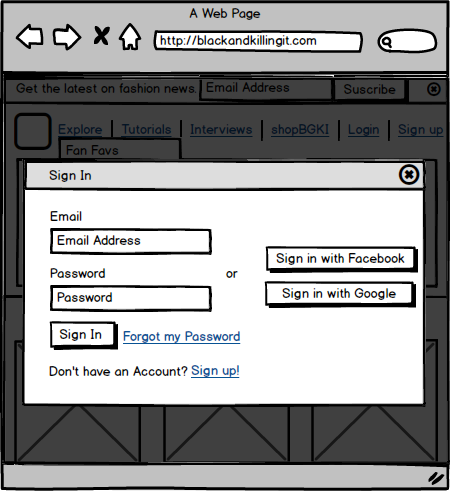 A Web Page
http://blackandkillingit.com
Get the latest on fashion news. Email Address Suscribe
Explore Tutorials Interviews shopBGKI Login Sign up
Fan Favs
Sign In
Email
Email Address
Password or
Password
Sign in with Facebook
Sign in with Google
Sign In Forgot my Password
Don't have an Account? Sign up!